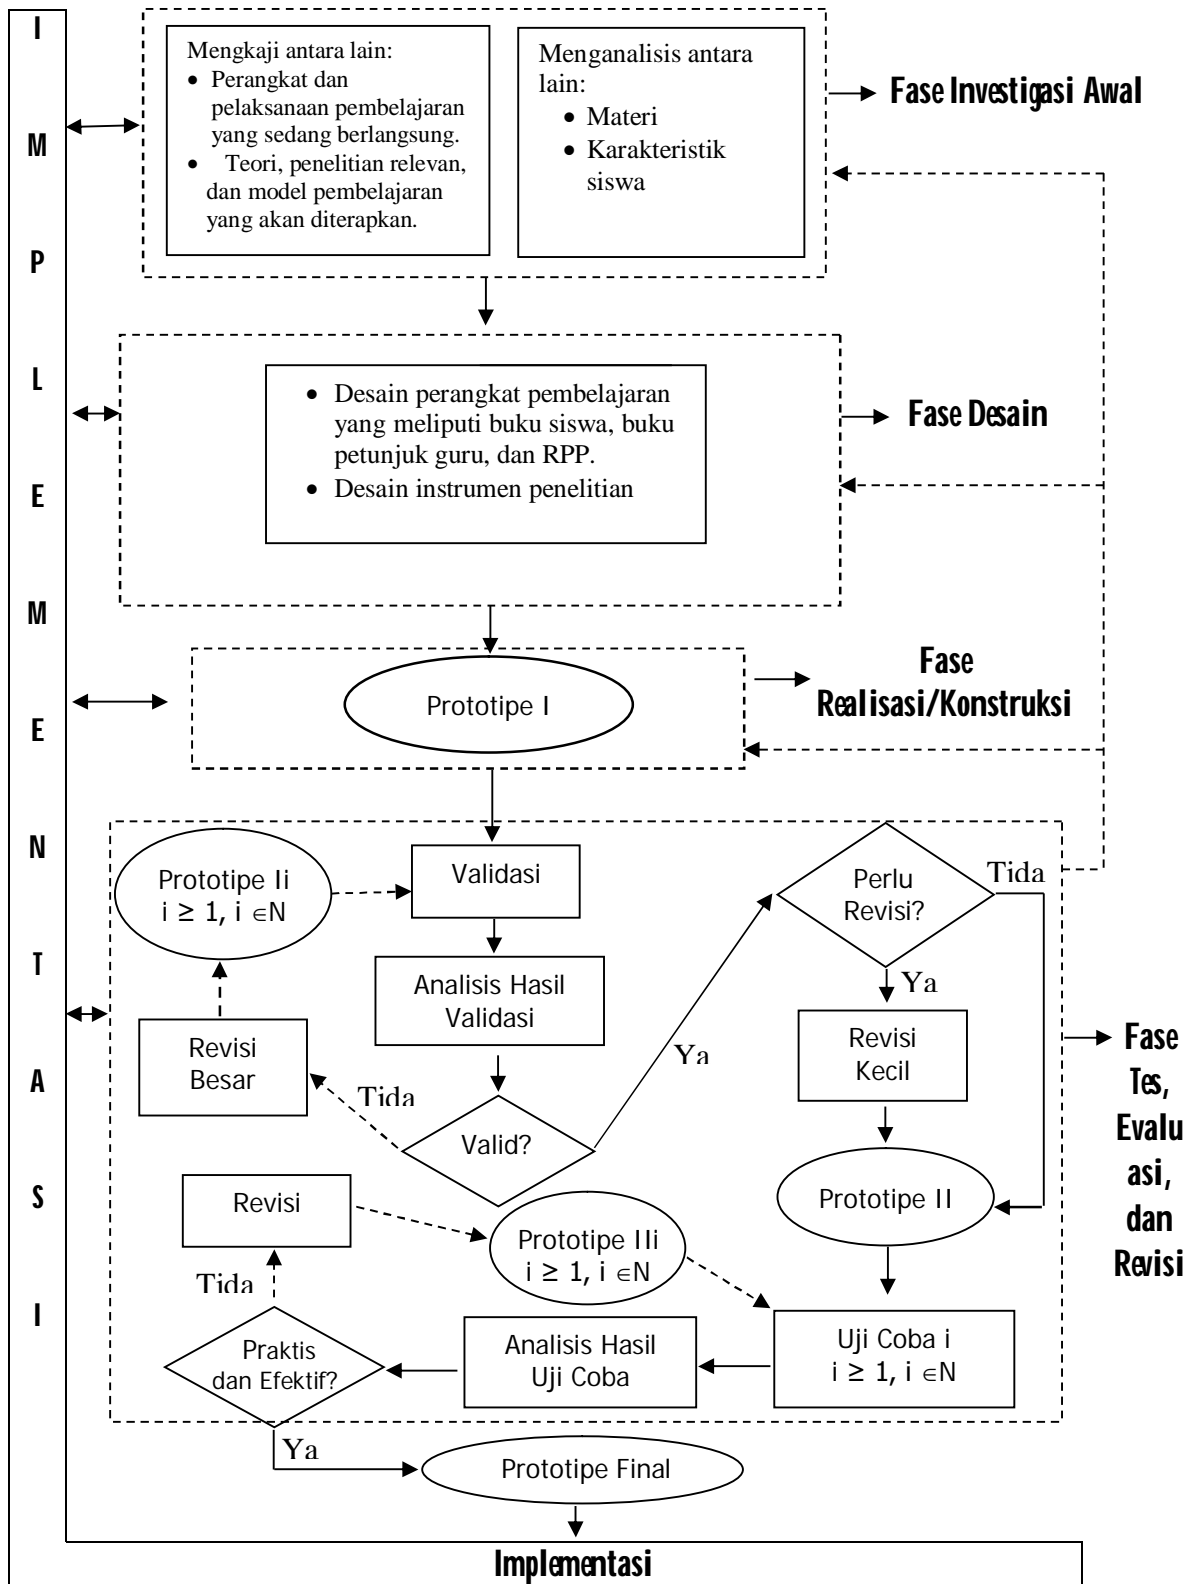 I
M
P
L
E
M
E
N
T
A
S
I
Mengkaji antara lain:
• Perangkat dan
pelaksanaan pembelajaran
yang sedang berlangsung.
• Teori, penelitian relevan,
dan model pembelajaran
yang akan diterapkan.
Menganalisis antara
lain:
• Materi
• Karakteristik
siswa
Fase Investigasi Awal
• Desain perangkat pembelajaran
yang meliputi buku siswa, buku
petunjuk guru, dan RPP.
• Desain instrumen penelitian
Fase Desain
Prototipe I
Fase
Realisasi/Konstruksi
Prototipe Ii
i ≥ 1, i ∈N
Validasi
Perlu
Revisi?
Tida
Analisis Hasil
Validasi
Ya
Revisi
Besar
Revisi
Kecil
Ya
Tida
Valid?
Fase
Tes,
Evalu
asi,
dan
Revisi
Revisi
Prototipe II
Prototipe IIi
i ≥ 1, i ∈N
Tida
Praktis
dan Efektif?
Analisis Hasil
Uji Coba
Uji Coba i
i ≥ 1, i ∈N
Ya
Prototipe Final
Implementasi